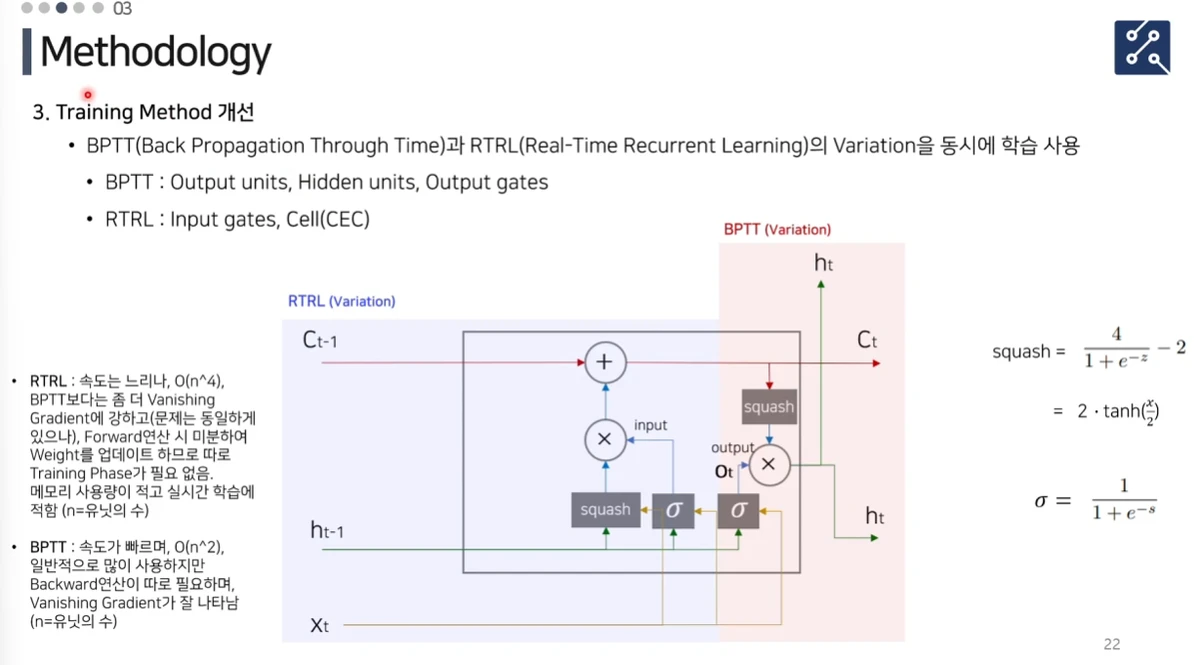 03
Methodology
3. Training Method 개선
• BPTT(Back Propagation Through Time)과 RTRL(Real-Time Recurrent Learning)의 Variation을 동시에 학습 사용
• BPTT : Output units, Hidden units, Output gates
• RTRL : Input gates, Cell(CEC)
BPTT (Variation)
ht
RTRL (Variation)
Ct-1
Ct
+
squash
input
×
output
Ot
×
squash
σ
σ
ht-1
ht
Xt
• RTRL : 속도는 느리나, O(n^4),
BPTT보다는 좀 더 Vanishing
Gradient에 강하고(문제는 동일하게
있으나), Forward연산 시 미분하여
Weight를 업데이트 하므로 따로
Training Phase가 필요 없음.
메모리 사용량이 적고 실시간 학습에
적함 (n=유닛의 수)
• BPTT : 속도가 빠르며, O(n^2),
일반적으로 많이 사용하지만
Backward연산이 따로 필요하며,
Vanishing Gradient가 잘 나타남
(n=유닛의 수)
squash = 4 / (1 + e^{-z}) - 2
= 2 · tanh(x/2)
σ = 1 / (1 + e^{-s})
22